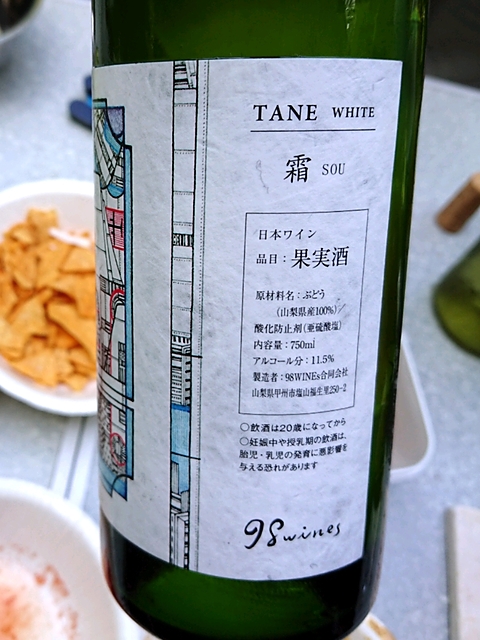 TANE WHITE
霜 SOU
日本ワイン
品目：果実酒
原材料名：ぶどう
（山梨県産100%）／
酸化防止剤（亜硫酸塩）
内容量：750ml
アルコール分：11.5%
製造者：98WINEs合同会社
山梨県甲州市塩山福生里250-2
○飲酒は20歳になってから
○妊娠中や授乳期の飲酒は、
胎児・乳児の発育に悪影響を
与える恐れがあります
98wines